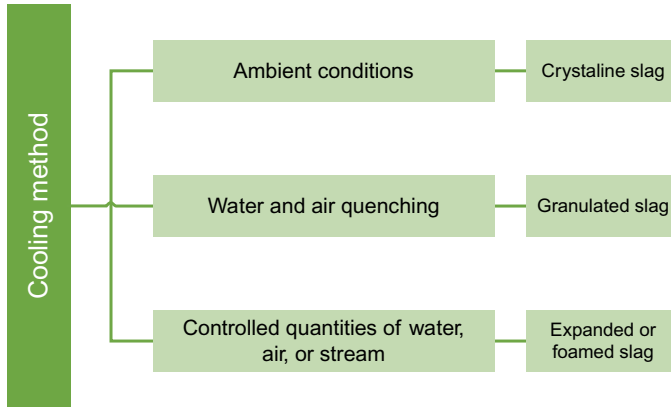 Cooling method
Ambient conditions
Crystaline slag
Water and air quenching
Granulated slag
Controlled quantities of water,
air, or stream
Expanded or
foamed slag